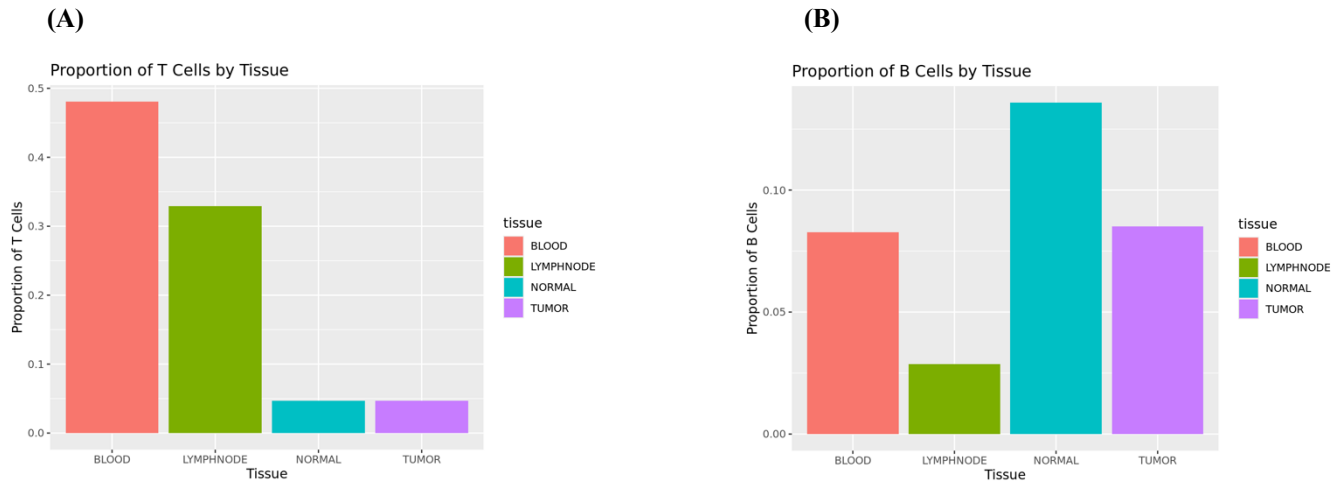 (A)
Proportion of T Cells by Tissue
0.5
0.4
0.3
0.2
0.1
0.0
Proportion of T Cells
BLOOD LYMPHNODE NORMAL TUMOR
Tissue
tissue
BLOOD
LYMPHNODE
NORMAL
TUMOR
(B)
Proportion of B Cells by Tissue
0.10
0.05
0.00
Proportion of B Cells
BLOOD LYMPHNODE NORMAL TUMOR
Tissue
tissue
BLOOD
LYMPHNODE
NORMAL
TUMOR